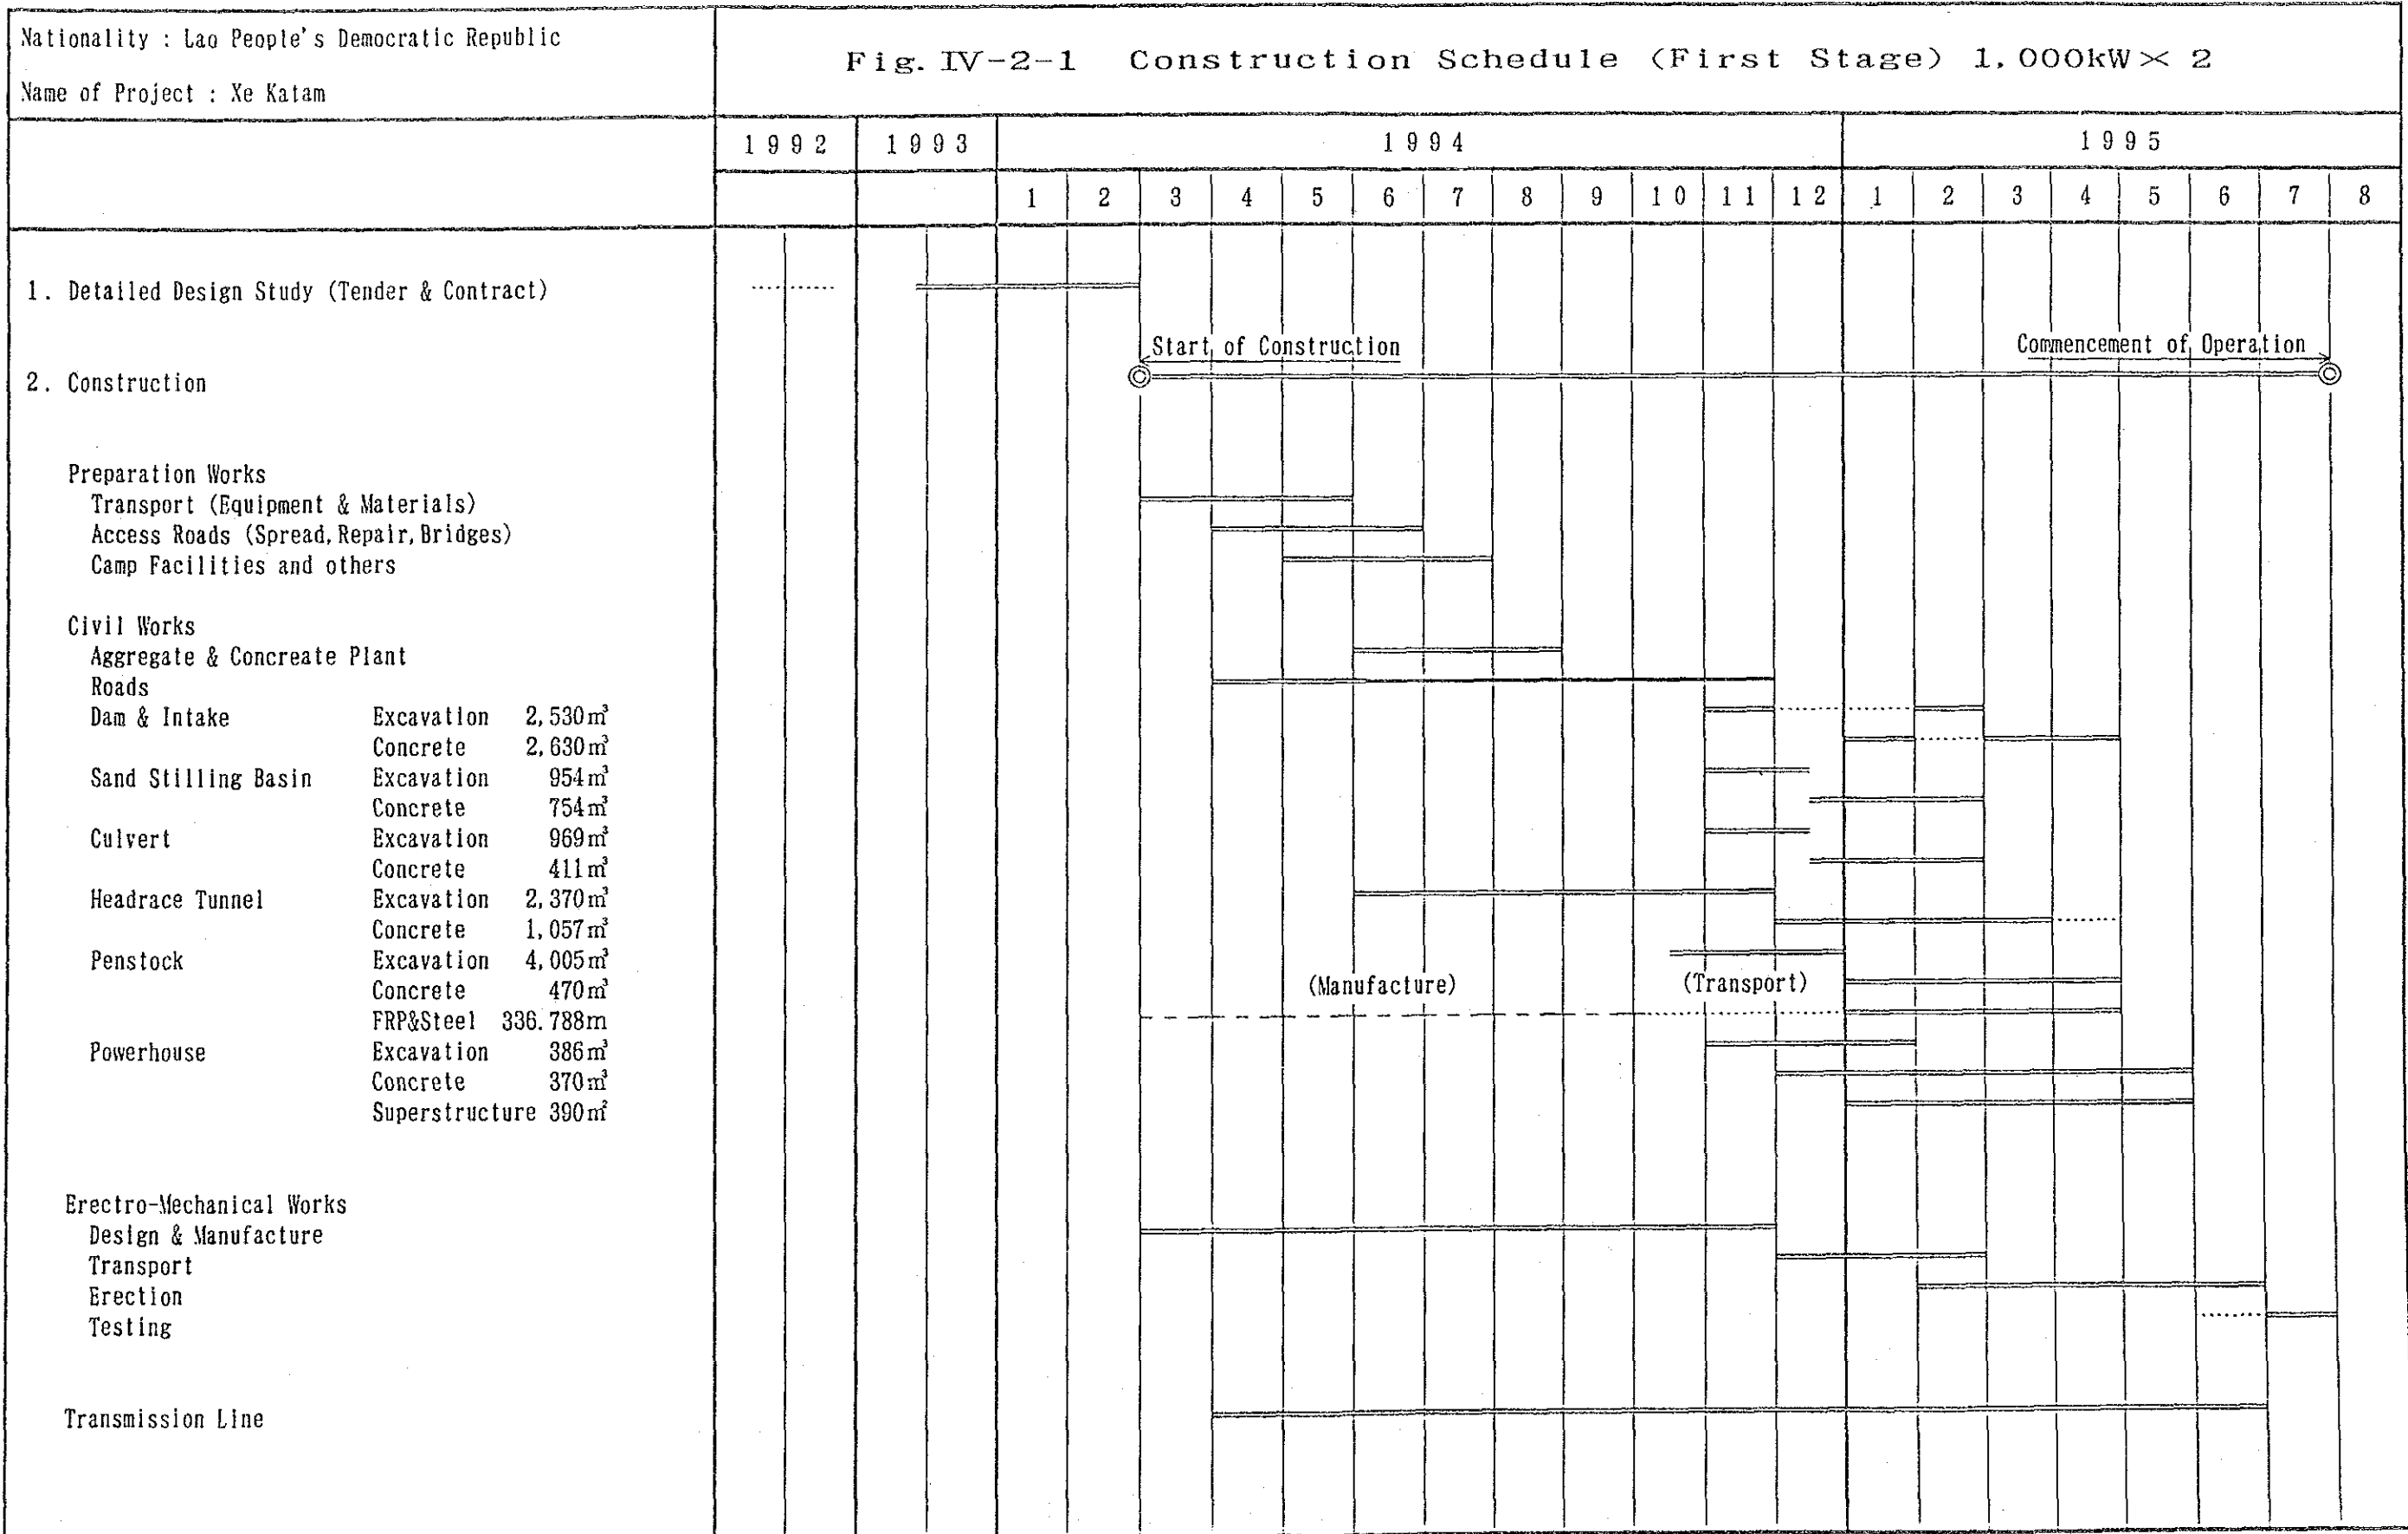 Nationality : Lao People's Democratic Republic
Name of Project : Xe Katam
Fig. IV-2-1 Construction Schedule (First Stage) 1,000kW × 2
1992 1993 1994 1995
1 2 3 4 5 6 7 8 9 10 11 12 1 2 3 4 5 6 7 8
1. Detailed Design Study (Tender & Contract)
Start of Construction Commencement of Operation
2. Construction
Preparation Works
Transport (Equipment & Materials)
Access Roads (Spread, Repair, Bridges)
Camp Facilities and others
Civil Works
Aggregate & Concreate Plant
Roads
Dam & Intake Excavation 2,530㎥
Concrete 2,630㎥
Sand Stilling Basin Excavation 954㎥
Concrete 754㎥
Culvert Excavation 969㎥
Concrete 411㎥
Headrace Tunnel Excavation 2,370㎥
Concrete 1,057㎥
Penstock Excavation 4,005㎥
Concrete 470㎥ (Manufacture) (Transport)
FRP&Steel 336.788m
Powerhouse Excavation 386㎥
Concrete 370㎥
Superstructure 390㎡
Erectro-Mechanical Works
Design & Manufacture
Transport
Erection
Testing
Transmission Line